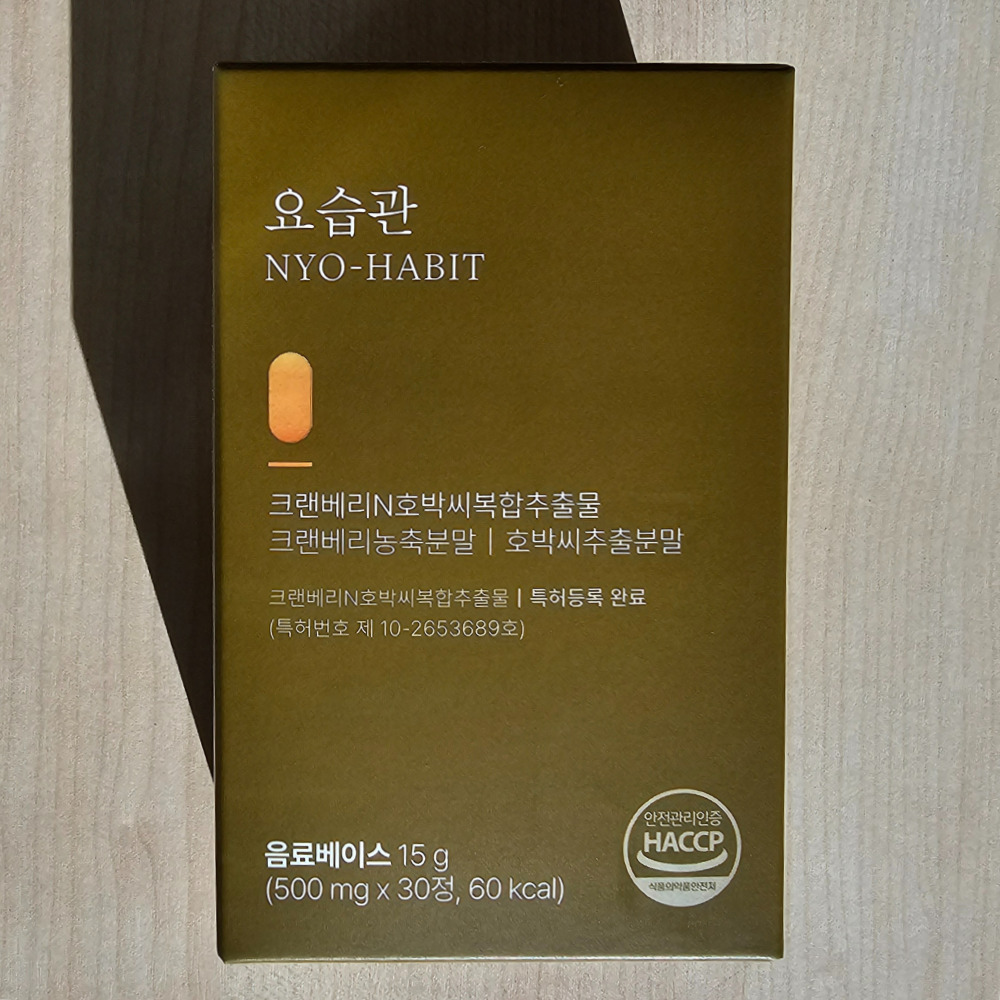 요습관
NYO-HABIT
크랜베리N호박씨복합추출물
크랜베리농축분말 | 호박씨추출분말
크랜베리N호박씨복합추출물 | 특허등록 완료
(특허번호 제 10-2653689호)
안전관리인증
HACCP
식품의약품안전처
음료베이스 15 g
(500 mg x 30정, 60 kcal)